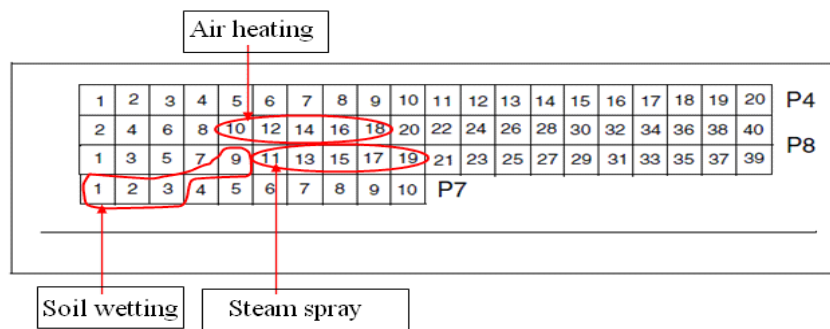 Air heating
1 2 3 4 5 6 7 8 9 10 11 12 13 14 15 16 17 18 19 20 P4
2 4 6 8 10 12 14 16 18 20 22 24 26 28 30 32 34 36 38 40
P8
1 3 5 7 9 11 13 15 17 19 21 23 25 27 29 31 33 35 37 39
1 2 3 4 5 6 7 8 9 10 P7
Soil wetting
Steam spray